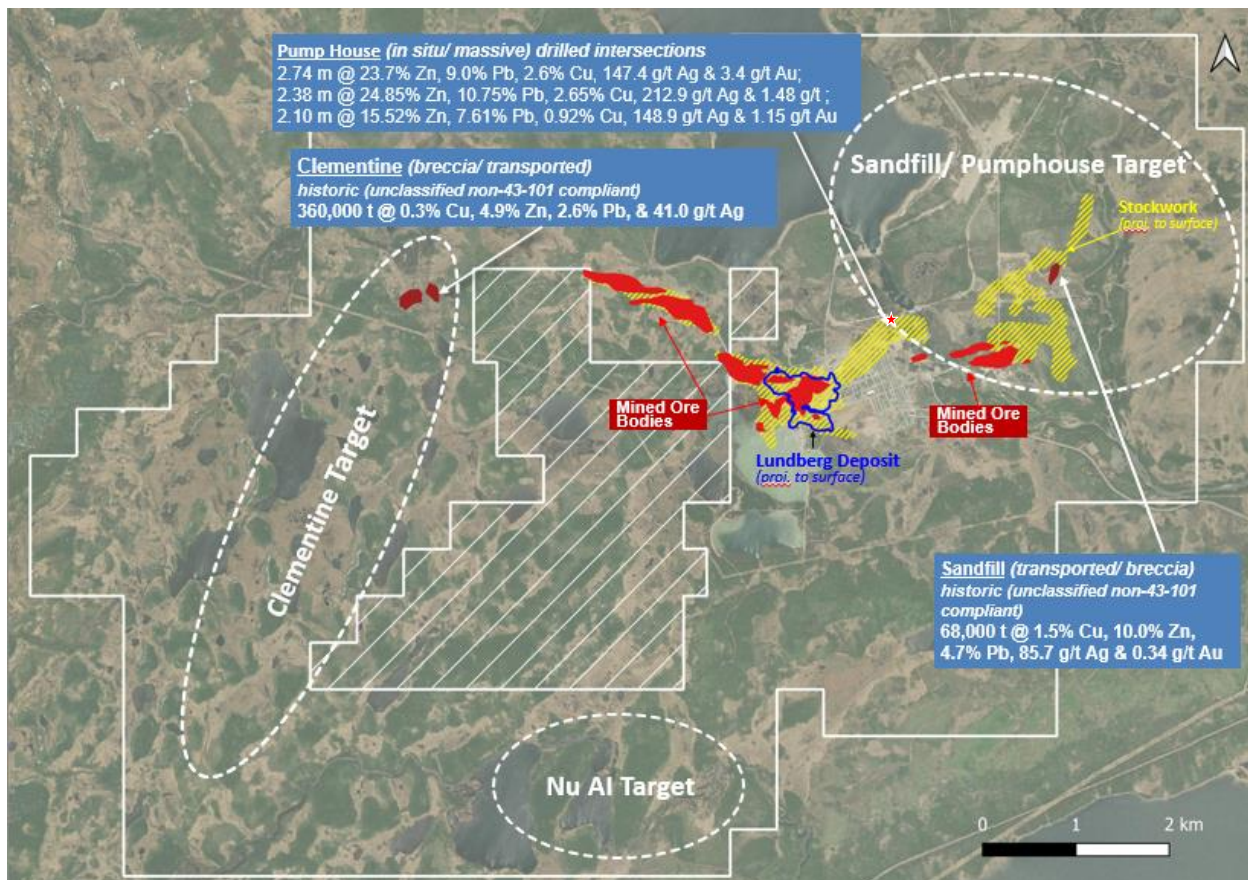 Pump House (in situ/ massive) drilled intersections
2.74 m @ 23.7% Zn, 9.0% Pb, 2.6% Cu, 147.4 g/t Ag & 3.4 g/t Au;
2.38 m @ 24.85% Zn, 10.75% Pb, 2.65% Cu, 212.9 g/t Ag & 1.48 g/t ;
2.10 m @ 15.52% Zn, 7.61% Pb, 0.92% Cu, 148.9 g/t Ag & 1.15 g/t Au
Clementine (breccia/ transported)
historic (unclassified non-43-101 compliant)
360,000 t @ 0.3% Cu, 4.9% Zn, 2.6% Pb, & 41.0 g/t Ag
Sandfill/ Pumphouse Target
Stockwork
(proj. to surface)
Mined Ore
Bodies
Mined Ore
Bodies
Lundberg Deposit
(proj. to surface)
Clementine Target
Sandfill (transported/ breccia)
historic (unclassified non-43-101
compliant)
68,000 t @ 1.5% Cu, 10.0% Zn,
4.7% Pb, 85.7 g/t Ag & 0.34 g/t Au
Nu Al Target
0 1 2 km